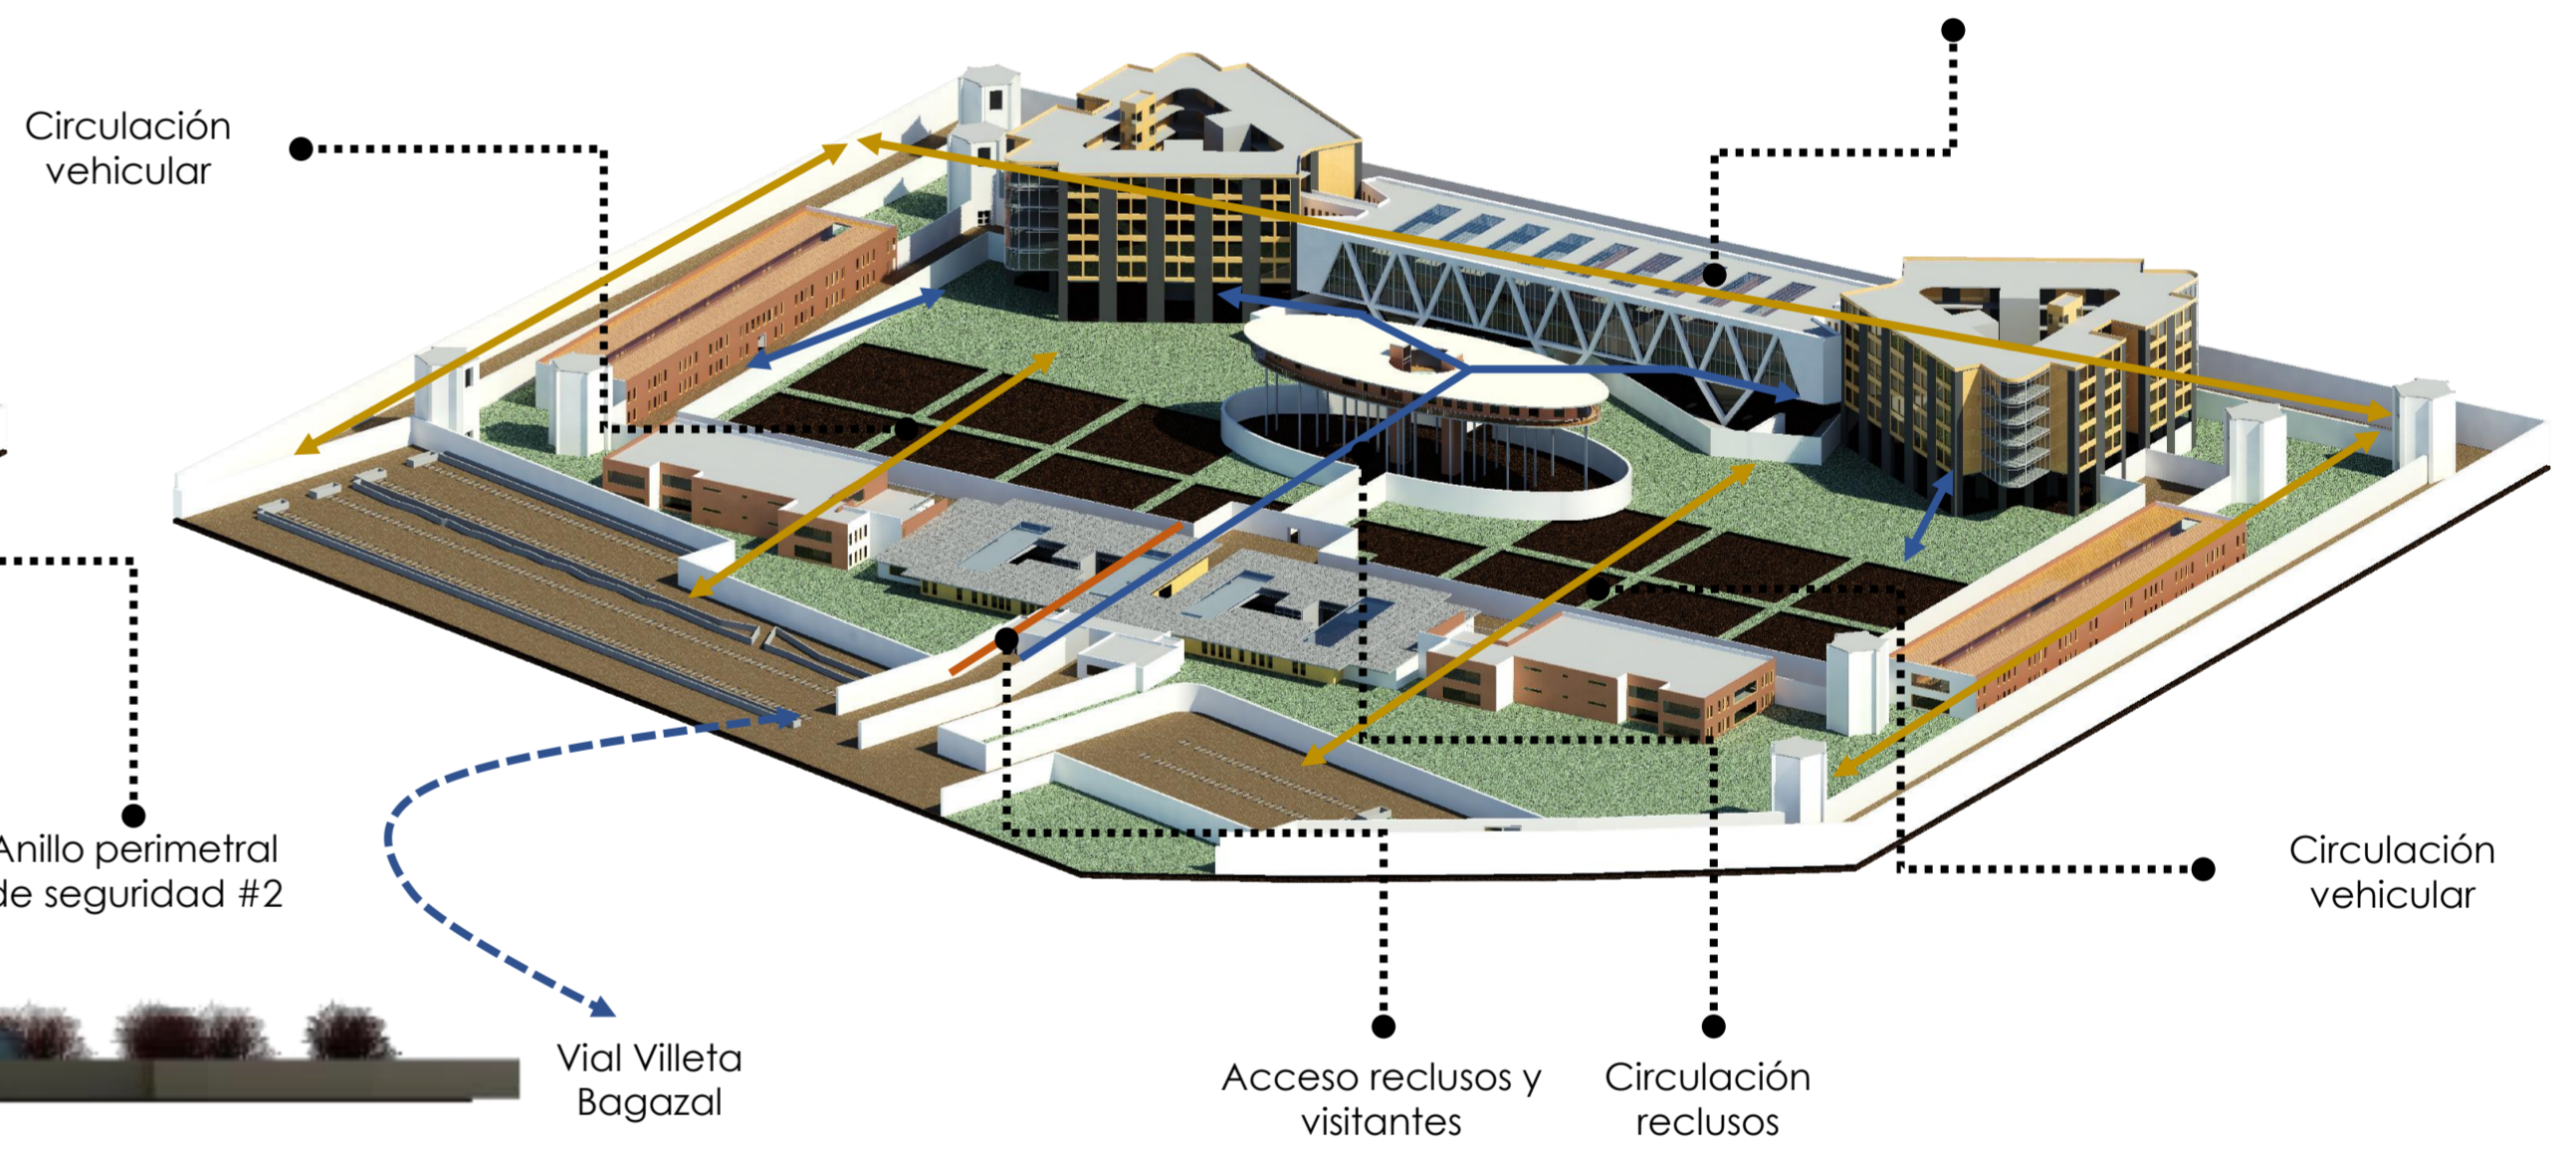 Circulación
vehicular
Anillo perimetral
de seguridad #2
Circulación
vehicular
Vial Villeta
Bagazal
Acceso reclusos y
visitantes
Circulación
reclusos